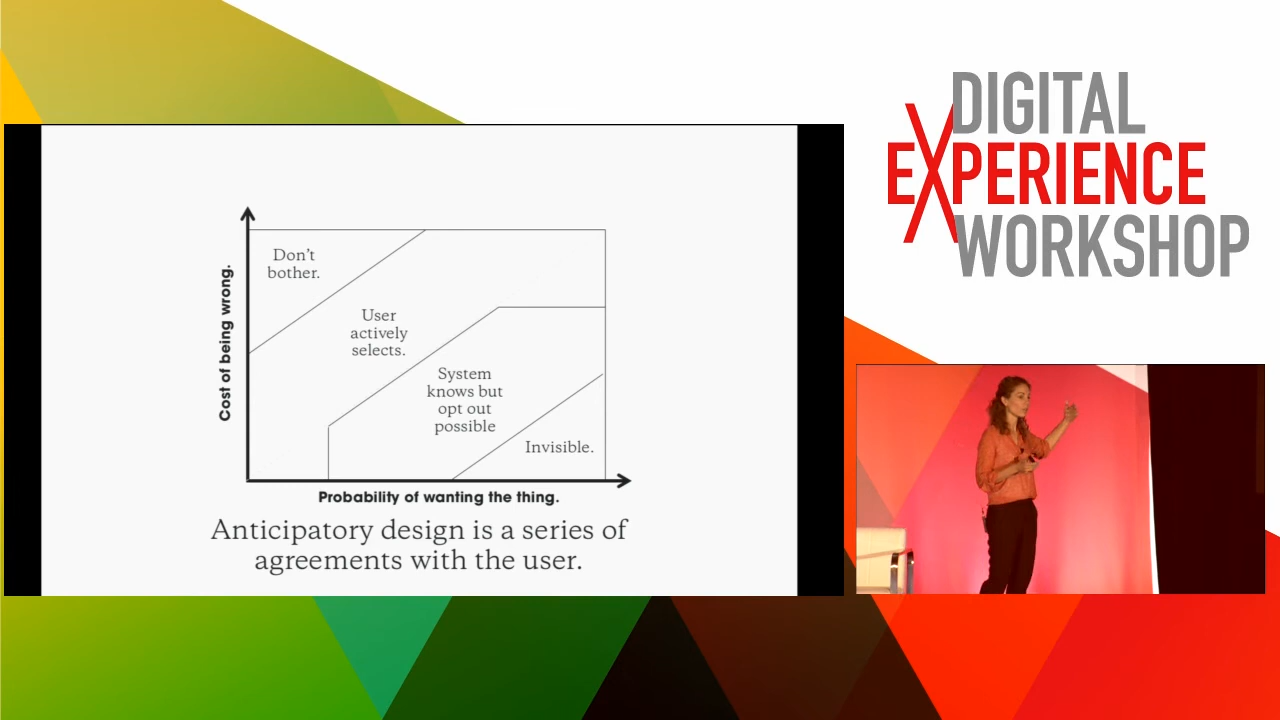 DIGITAL
EXPERIENCE
WORKSHOP
Don’t
bother.
User
actively
selects.
System
knows but
opt out
possible
Invisible.
Cost of being wrong.
Probability of wanting the thing.
Anticipatory design is a series of
agreements with the user.